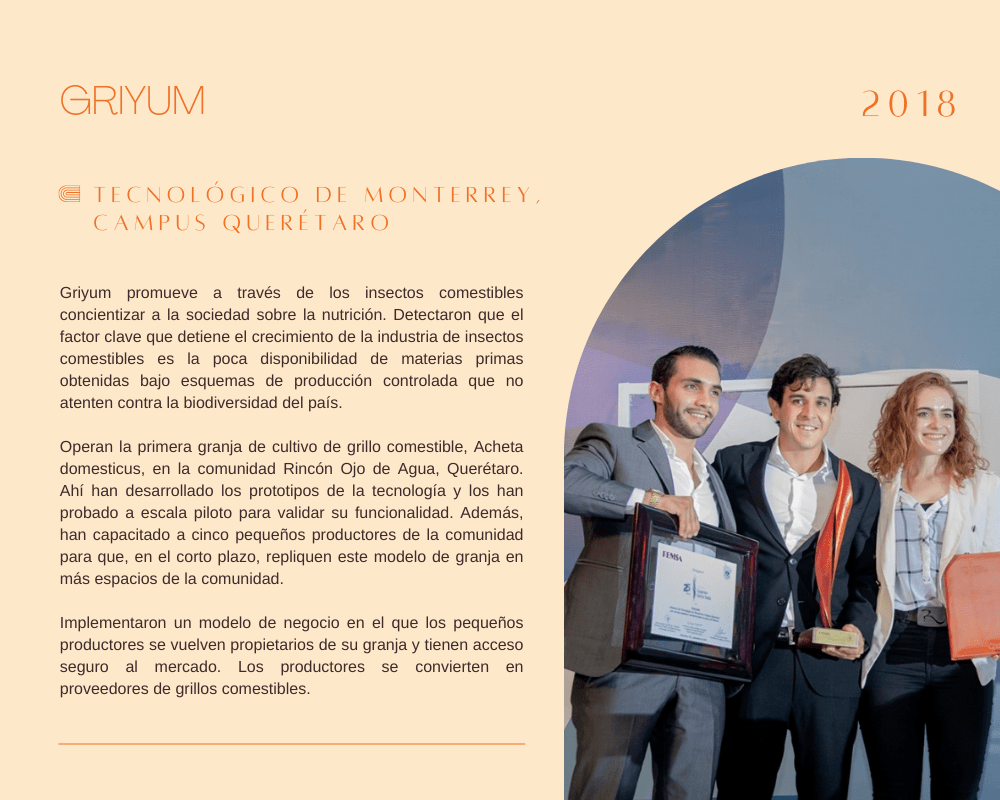 GRIYUM
2018
TECNOLÓGICO DE MONTERREY,
CAMPUS QUERÉTARO
Griyum promueve a través de los insectos comestibles
concientizar a la sociedad sobre la nutrición. Detectaron que el
factor clave que detiene el crecimiento de la industria de insectos
comestibles es la poca disponibilidad de materias primas
obtenidas bajo esquemas de producción controlada que no
atenten contra la biodiversidad del país.
Operan la primera granja de cultivo de grillo comestible, Acheta
domesticus, en la comunidad Rincón Ojo de Agua, Querétaro.
Ahí han desarrollado los prototipos de la tecnología y los han
probado a escala piloto para validar su funcionalidad. Además,
han capacitado a cinco pequeños productores de la comunidad
para que, en el corto plazo, repliquen este modelo de granja en
más espacios de la comunidad.
Implementaron un modelo de negocio en el que los pequeños
productores se vuelven propietarios de su granja y tienen acceso
seguro al mercado. Los productores se convierten en
proveedores de grillos comestibles.
FEMSA